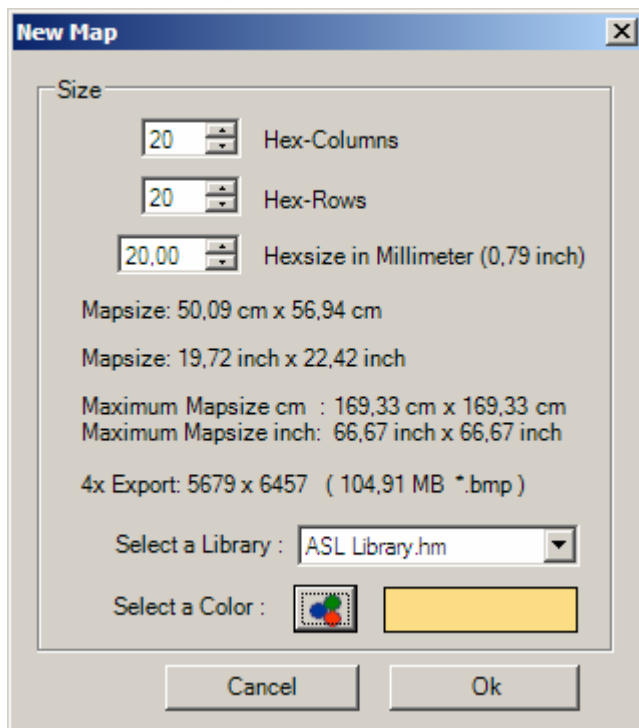 New Map
Size
20 Hex-Columns
20 Hex-Rows
20,00 Hexsize in Millimeter (0,79 inch)
Mapsize: 50,09 cm x 56,94 cm
Mapsize: 19,72 inch x 22,42 inch
Maximum Mapsize cm : 169,33 cm x 169,33 cm
Maximum Mapsize inch: 66,67 inch x 66,67 inch
4x Export: 5679 x 6457 ( 104,91 MB *.bmp )
Select a Library : ASL Library.hm
Select a Color :
Cancel Ok